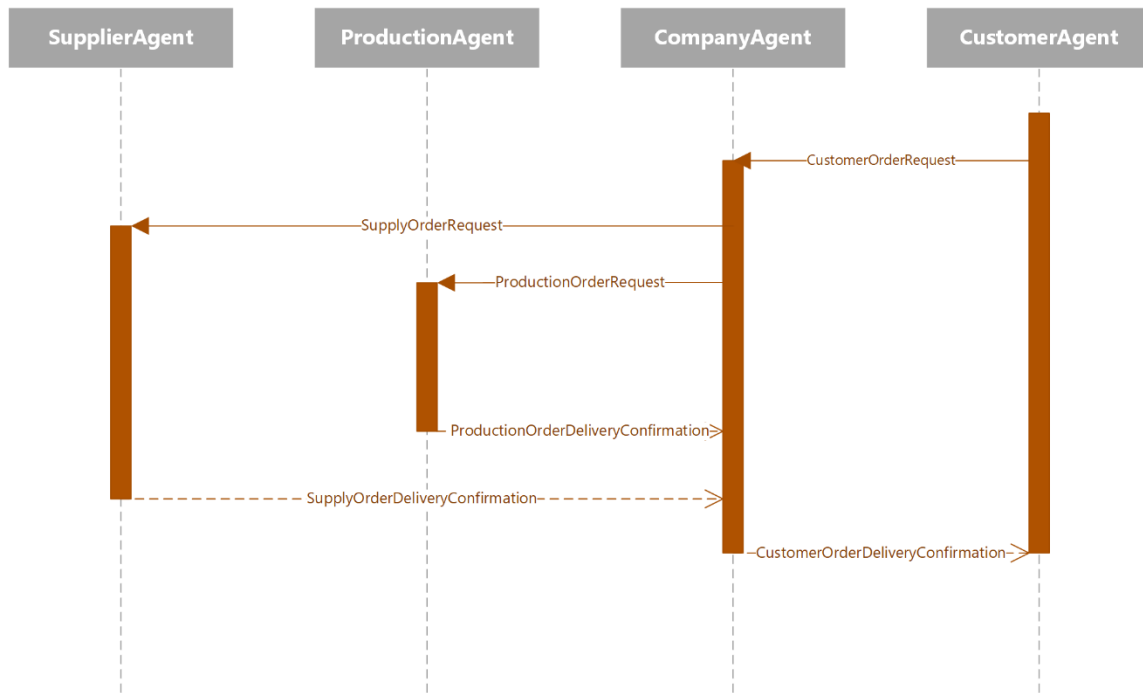 SupplierAgent
ProductionAgent
CompanyAgent
CustomerAgent
CustomerOrderRequest
SupplyOrderRequest
ProductionOrderRequest
ProductionOrderDeliveryConfirmation
SupplyOrderDeliveryConfirmation
CustomerOrderDeliveryConfirmation